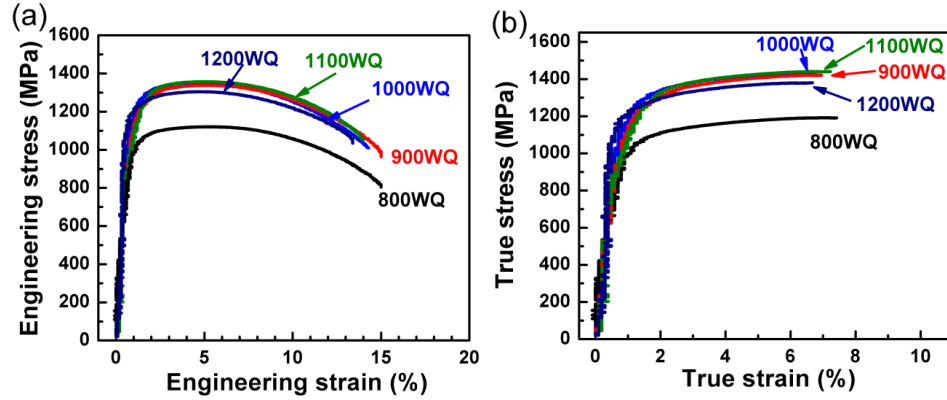 (a)
Engineering stress (MPa)
1600
1400
1200
1000
800
600
400
200
0
0 5 10 15 20
Engineering strain (%)
1200WQ
1100WQ
1000WQ
900WQ
800WQ
(b)
True stress (MPa)
1600
1400
1200
1000
800
600
400
200
0
0 2 4 6 8 10
True strain (%)
1000WQ
1100WQ
900WQ
1200WQ
800WQ